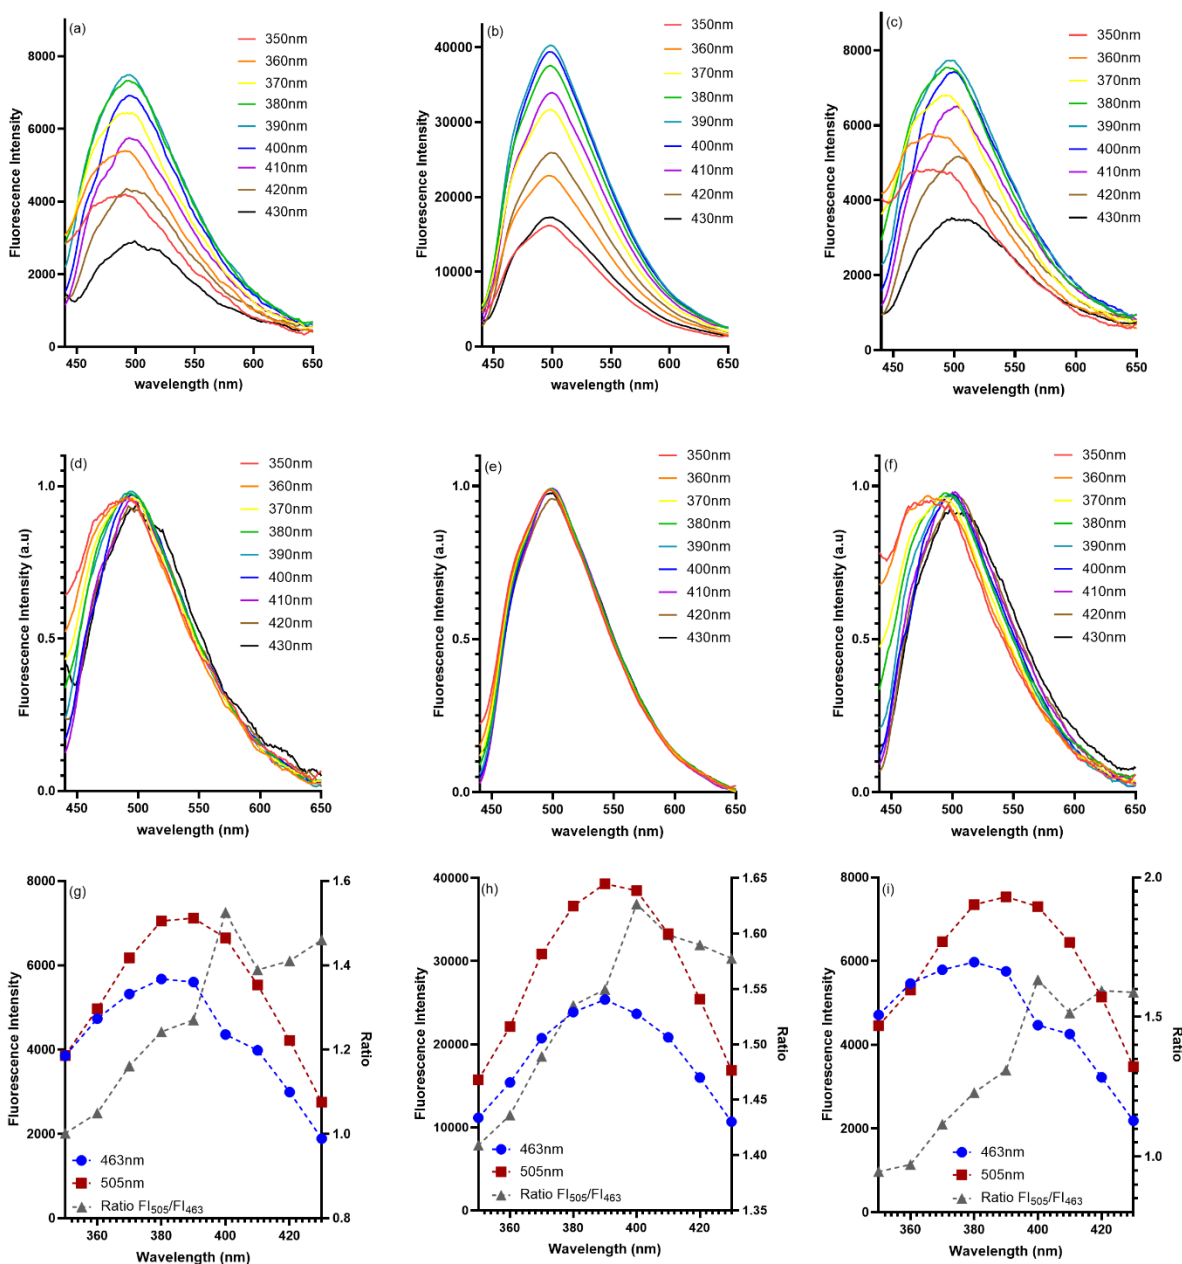 (a)
350nm
360nm
370nm
380nm
390nm
400nm
410nm
420nm
430nm
8000
6000
4000
2000
0
450
500
550
600
650
Fluorescence Intensity
wavelength (nm)
(b)
350nm
360nm
370nm
380nm
390nm
400nm
410nm
420nm
430nm
40000
30000
20000
10000
0
450
500
550
600
650
Fluorescence Intensity
wavelength (nm)
(c)
350nm
360nm
370nm
380nm
390nm
400nm
410nm
420nm
430nm
8000
6000
4000
2000
0
450
500
550
600
650
Fluorescence Intensity
wavelength (nm)
(d)
350nm
360nm
370nm
380nm
390nm
400nm
410nm
420nm
430nm
1.0
0.5
0.0
450
500
550
600
650
Fluorescence Intensity (a.u)
wavelength (nm)
(e)
350nm
360nm
370nm
380nm
390nm
400nm
410nm
420nm
430nm
1.0
0.5
0.0
450
500
550
600
650
Fluorescence Intensity (a.u)
wavelength (nm)
(f)
350nm
360nm
370nm
380nm
390nm
400nm
410nm
420nm
430nm
1.0
0.5
0.0
450
500
550
600
650
Fluorescence Intensity (a.u)
wavelength (nm)
(g)
8000
6000
4000
2000
0
1.6
1.4
1.2
1.0
0.8
463nm
505nm
Ratio FI505/FI463
360
380
400
420
Fluorescence Intensity
Ratio
Wavelength (nm)
(h)
40000
30000
20000
10000
0
1.65
1.60
1.55
1.50
1.45
1.40
1.35
463nm
505nm
Ratio FI505/FI463
360
380
400
420
Fluorescence Intensity
Ratio
Wavelength (nm)
(i)
8000
6000
4000
2000
0
2.0
1.5
1.0
463nm
505nm
Ratio FI505/FI463
360
380
400
420
Fluorescence Intensity
Ratio
Wavelength (nm)